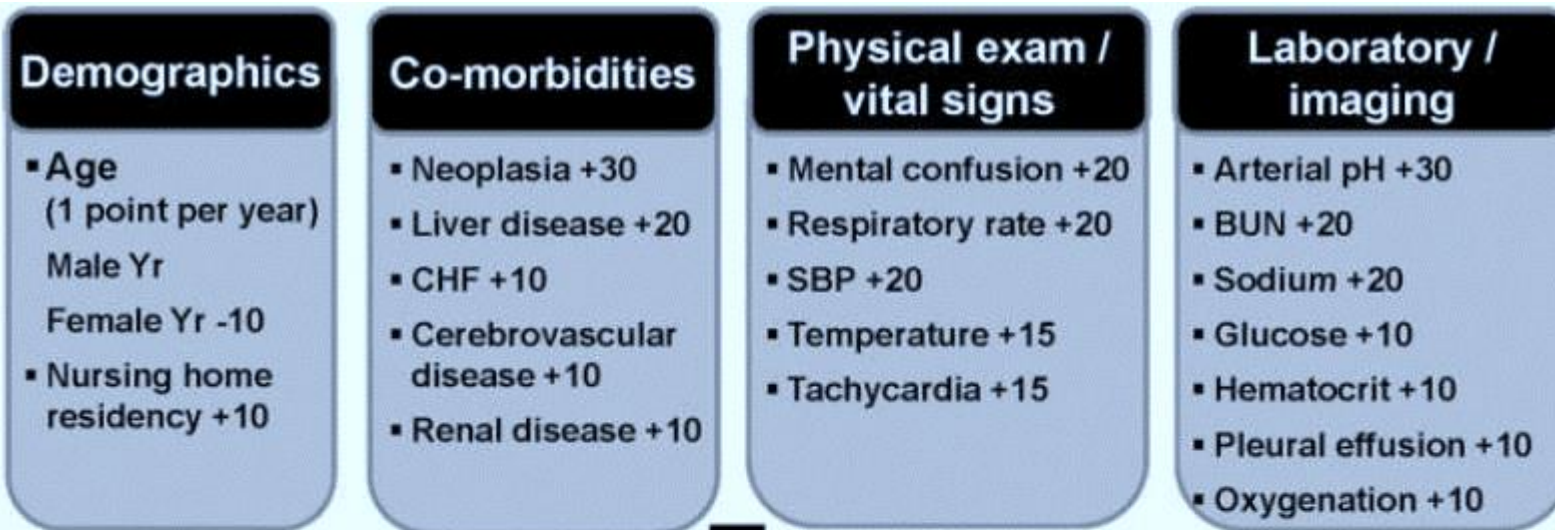 Demographics
▪ Age
(1 point per year)
Male Yr
Female Yr -10
▪ Nursing home
residency +10
Co-morbidities
▪ Neoplasia +30
▪ Liver disease +20
▪ CHF +10
▪ Cerebrovascular
disease +10
▪ Renal disease +10
Physical exam /
vital signs
▪ Mental confusion +20
▪ Respiratory rate +20
▪ SBP +20
▪ Temperature +15
▪ Tachycardia +15
Laboratory /
imaging
▪ Arterial pH +30
▪ BUN +20
▪ Sodium +20
▪ Glucose +10
▪ Hematocrit +10
▪ Pleural effusion +10
▪ Oxygenation +10